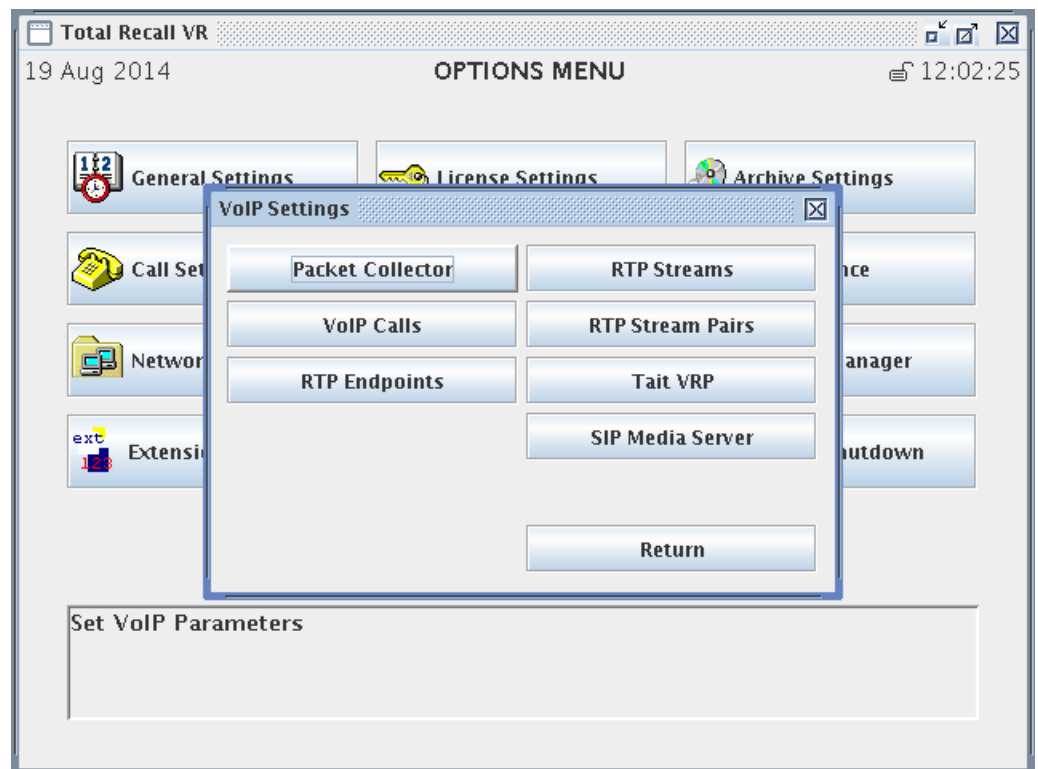 Total Recall VR
19 Aug 2014 OPTIONS MENU 12:02:25
General Settings License Settings Archive Settings
VoIP Settings
Call Set
Packet Collector RTP Streams
nce
VoIP Calls RTP Stream Pairs
Networ
anager
RTP Endpoints Tait VRP
ext
123
Extensi
SIP Media Server
utdown
Return
Set VoIP Parameters